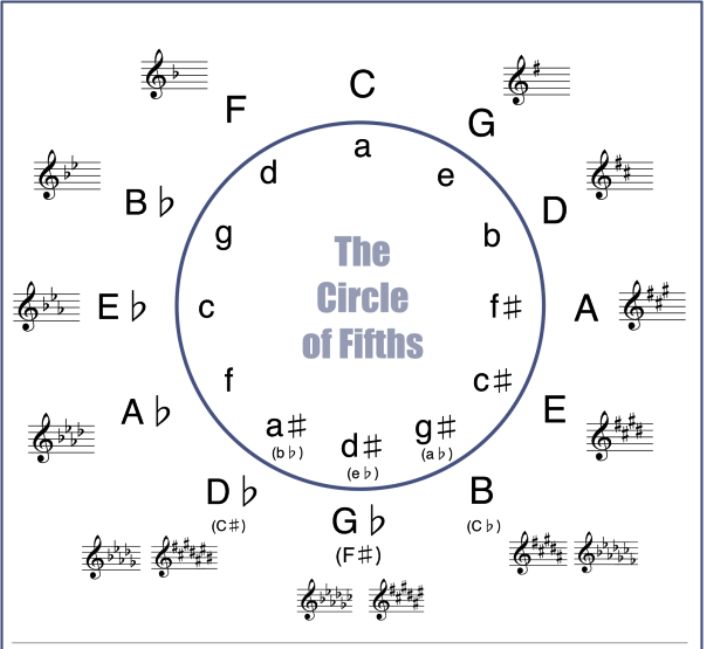 C
F
G
a
d
e
B♭
D
g
b
The
Circle
of Fifths
E♭
c
f♯
A
f
c♯
A♭
E
a♯
(b♭)
d♯
(e♭)
g♯
(a♭)
D♭
(C♯)
G♭
(F♯)
B
(C♭)